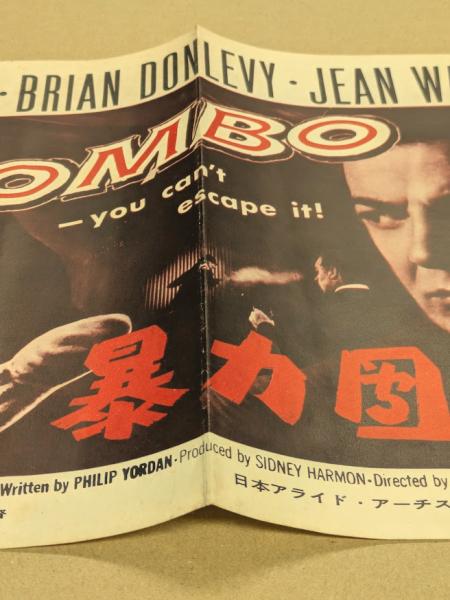 · BRIAN DONLEVY · JEAN W
OMBO
—you can't
escape it!
暴力団
Written by PHILIP YORDAN · Produced by SIDNEY HARMON · Directed by
日本アライド・アーチス